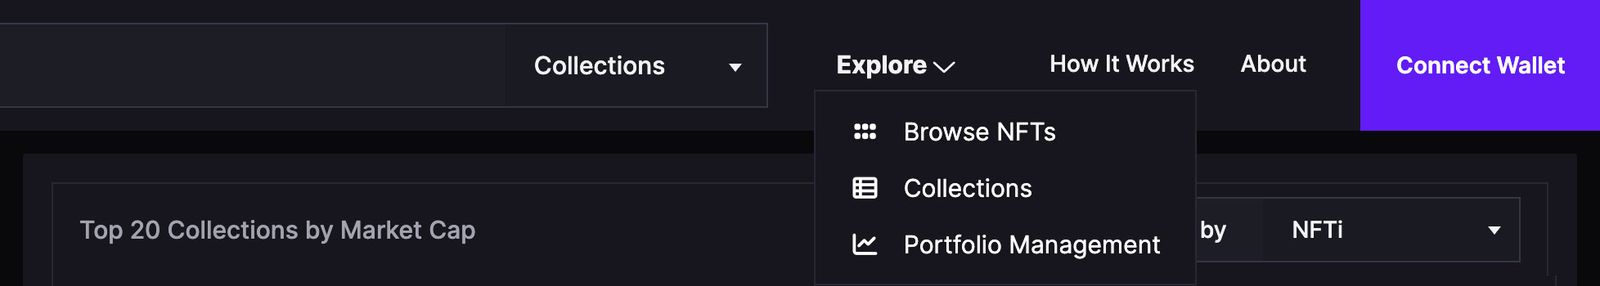 Collections
Explore
How It Works
About
Connect Wallet
Browse NFTs
Collections
Portfolio Management
Top 20 Collections by Market Cap
by
NFTi